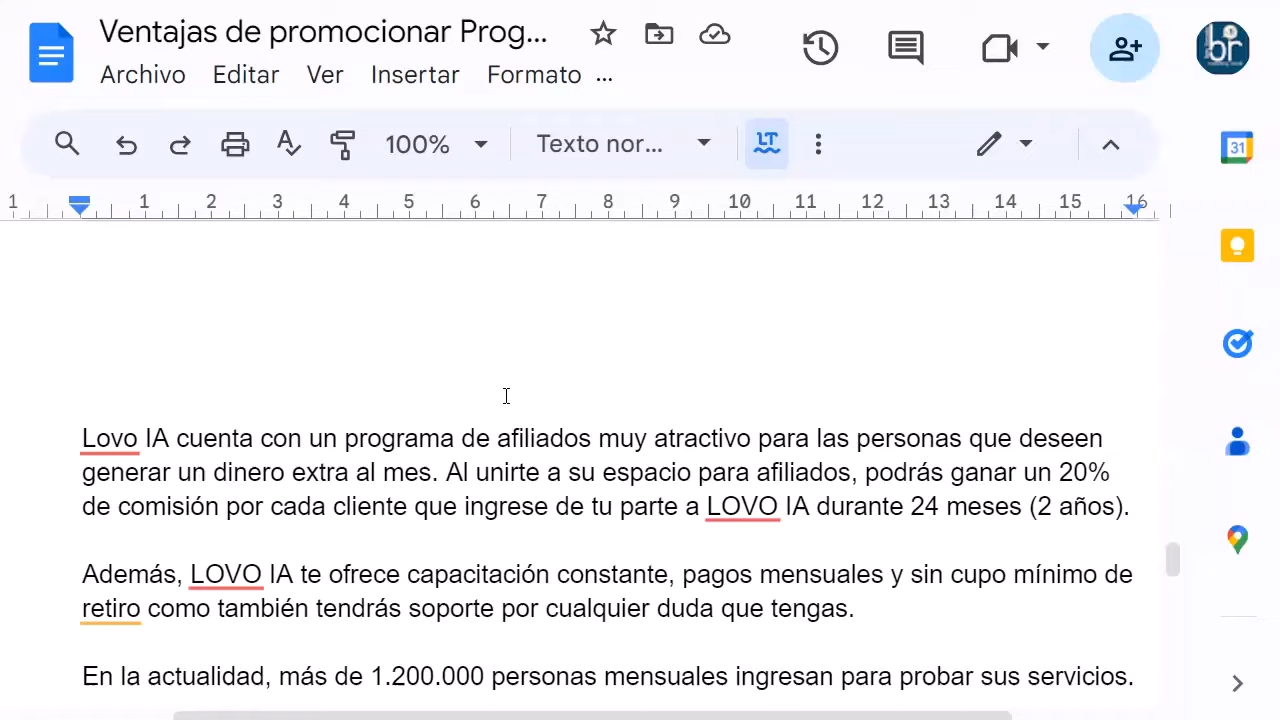 Ventajas de promocionar Prog...
Archivo Editar Ver Insertar Formato ...
br
100% Texto nor... LT
31
1 1 2 3 4 5 6 7 8 9 10 11 12 13 14 15 16
Lovo IA cuenta con un programa de afiliados muy atractivo para las personas que deseen
generar un dinero extra al mes. Al unirte a su espacio para afiliados, podrás ganar un 20%
de comisión por cada cliente que ingrese de tu parte a LOVO IA durante 24 meses (2 años).
Además, LOVO IA te ofrece capacitación constante, pagos mensuales y sin cupo mínimo de
retiro como también tendrás soporte por cualquier duda que tengas.
En la actualidad, más de 1.200.000 personas mensuales ingresan para probar sus servicios.